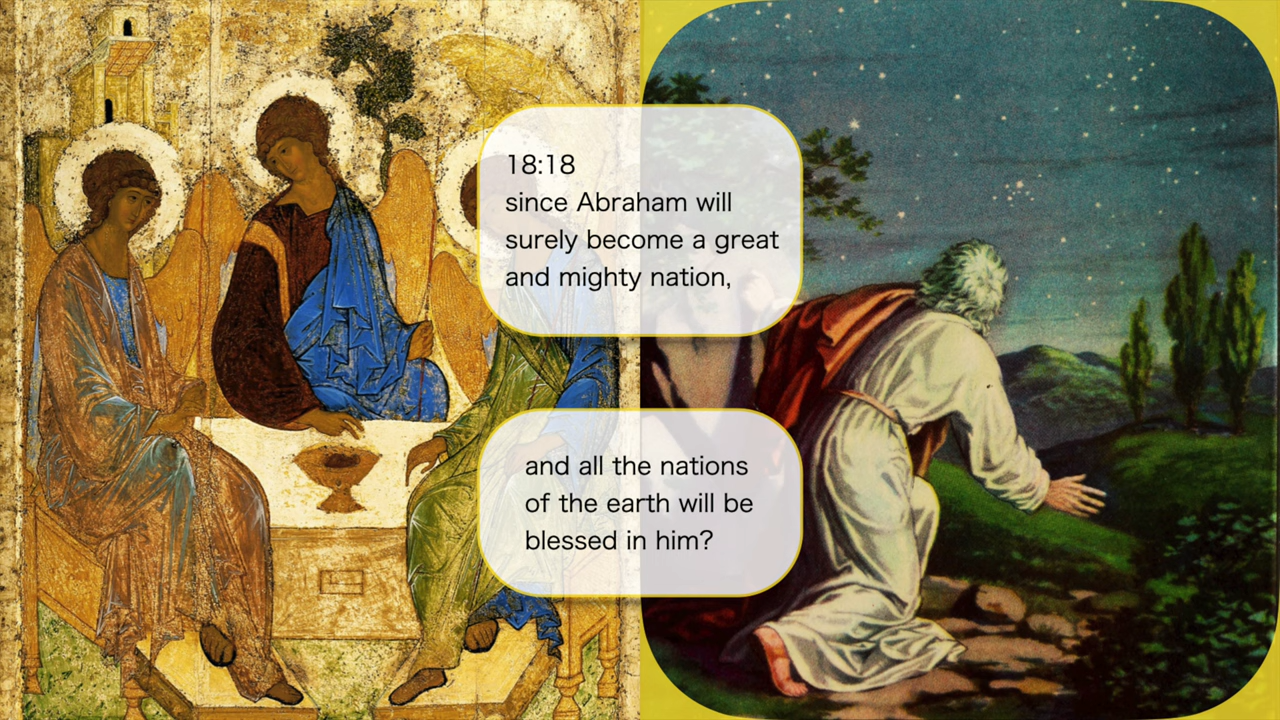 18:18
since Abraham will
surely become a great
and mighty nation,
and all the nations
of the earth will be
blessed in him?